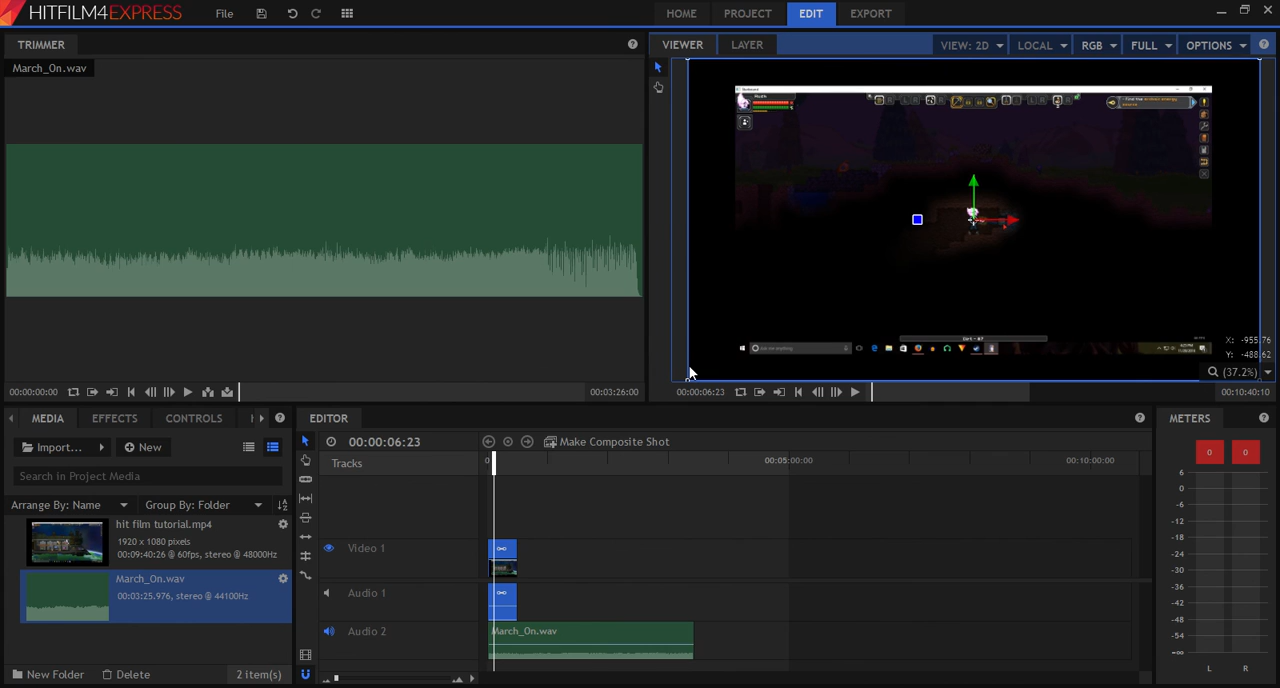 HITFILM4EXPRESS
File
HOME PROJECT EDIT EXPORT
TRIMMER
March_On.wav
00:00:00:00 00:03:26:00
VIEWER LAYER VIEW: 2D LOCAL RGB FULL OPTIONS
X: -955.76
Y: -488.62
(37.2%)
00:00:06:23 00:10:40:10
MEDIA EFFECTS CONTROLS
Import... New
Search in Project Media
Arrange By: Name Group By: Folder
hit film tutorial.mp4
1920 x 1080 pixels
00:09:40:26 @ 60fps, stereo @ 48000Hz
March_On.wav
00:03:25.976, stereo @ 44100Hz
New Folder Delete 2 item(s)
EDITOR
00:00:06:23 Make Composite Shot
Tracks 0 00:05:00:00 00:10:00:00
Video 1
Audio 1
Audio 2 March_On.wav
METERS
0 0
6
0
-6
-12
-18
-24
-30
-36
-42
-48
-54
-∞
L R